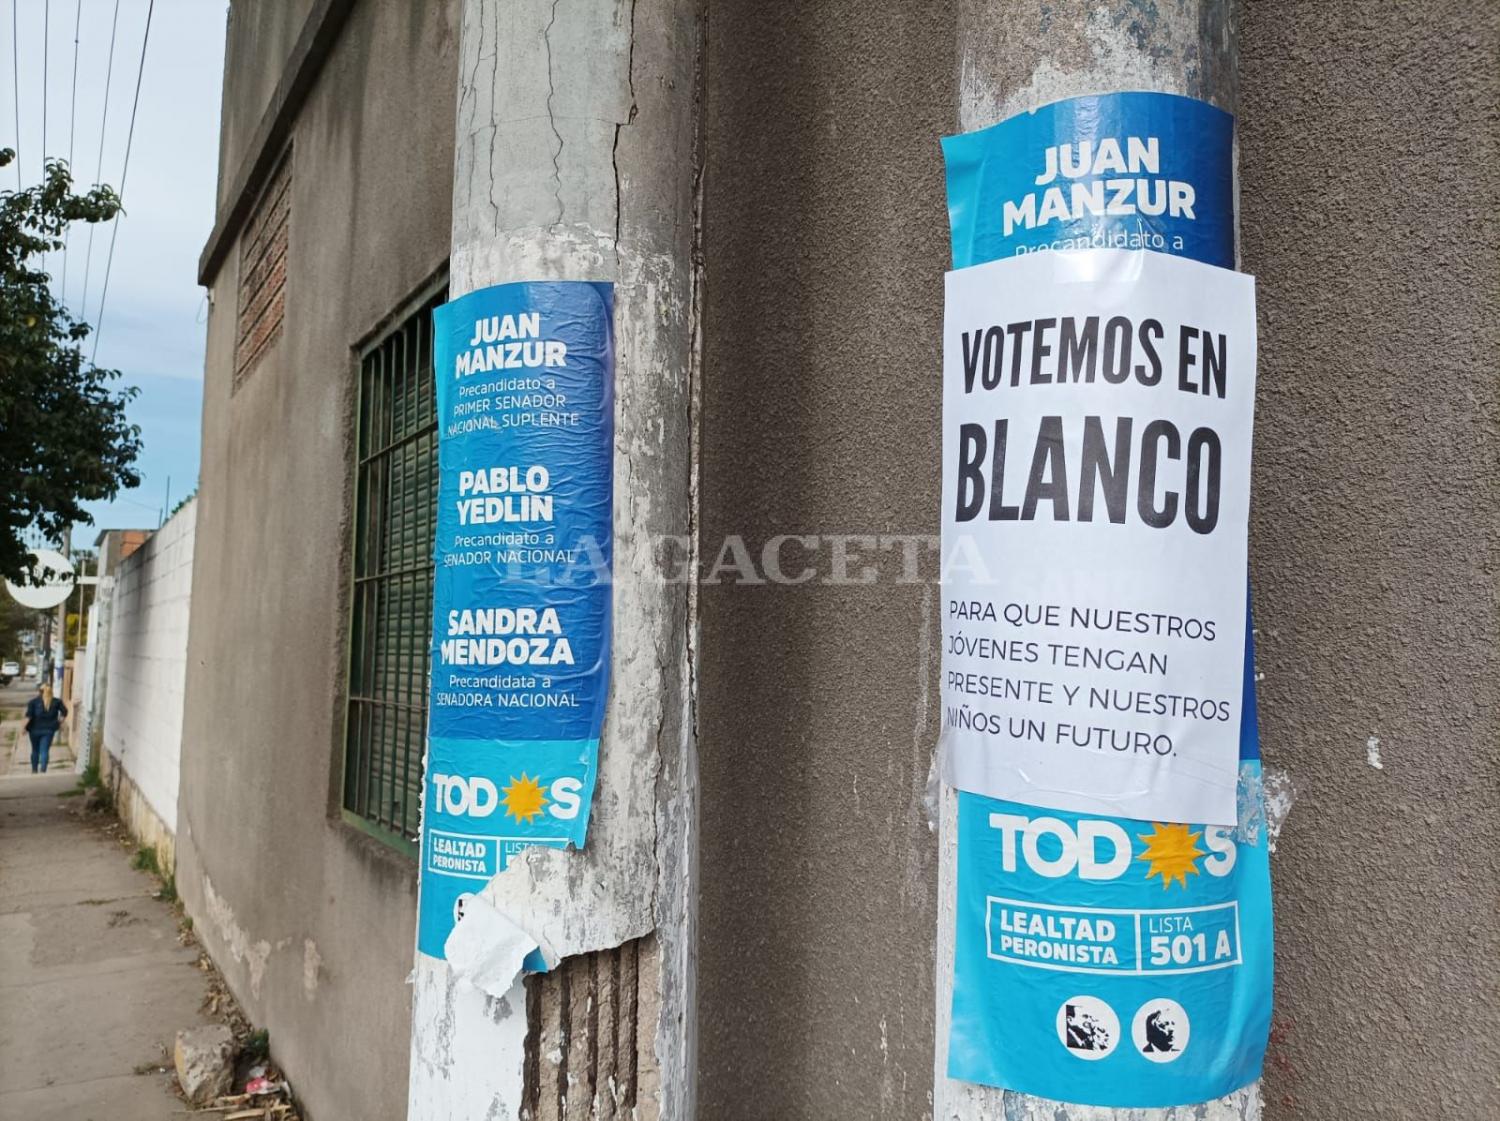 JUAN
MANZUR
Precandidato a
PRIMER SENADOR
NACIONAL SUPLENTE
PABLO
YEDLIN
Precandidato a
SENADOR NACIONAL
SANDRA
MENDOZA
Precandidata a
SENADORA NACIONAL
TODOS
LEALTAD
PERONISTA
JUAN
MANZUR
Precandidato a
VOTEMOS EN
BLANCO
PARA QUE NUESTROS
JÓVENES TENGAN
PRESENTE Y NUESTROS
NIÑOS UN FUTURO.
TODOS
LEALTAD
PERONISTA
LISTA
501 A
LA GACETA